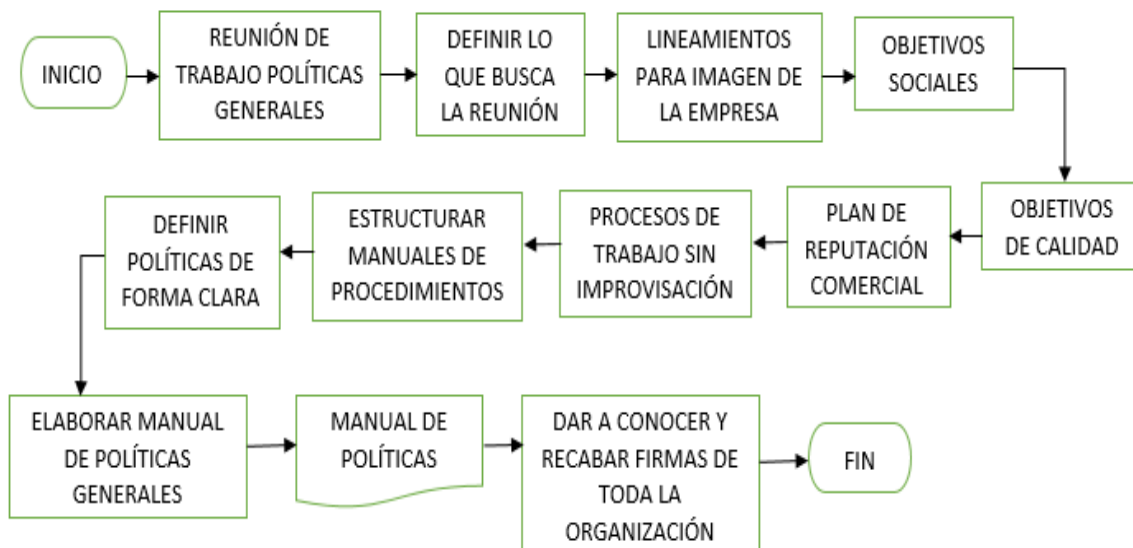 INICIO
REUNIÓN DE
TRABAJO POLÍTICAS
GENERALES
DEFINIR LO
QUE BUSCA
LA REUNIÓN
LINEAMIENTOS
PARA IMAGEN DE
LA EMPRESA
OBJETIVOS
SOCIALES
OBJETIVOS
DE CALIDAD
PLAN DE
REPUTACIÓN
COMERCIAL
PROCESOS DE
TRABAJO SIN
IMPROVISACIÓN
ESTRUCTURAR
MANUALES DE
PROCEDIMIENTOS
DEFINIR
POLÍTICAS DE
FORMA CLARA
ELABORAR MANUAL
DE POLÍTICAS
GENERALES
MANUAL DE
POLÍTICAS
DAR A CONOCER Y
RECABAR FIRMAS DE
TODA LA
ORGANIZACIÓN
FIN